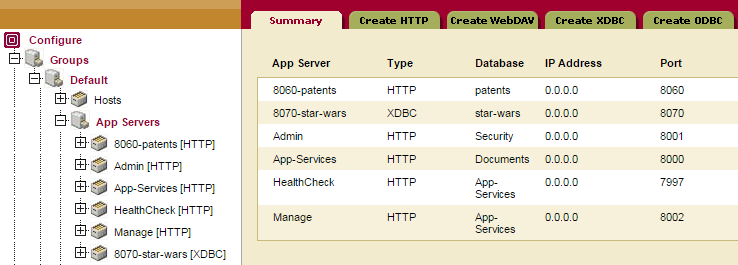 Summary Create HTTP Create WebDAV Create XDBC Create ODBC
Configure
Groups
Default
Hosts
App Servers
8060-patents [HTTP]
Admin [HTTP]
App-Services [HTTP]
HealthCheck [HTTP]
Manage [HTTP]
8070-star-wars [XDBC]
App Server Type Database IP Address Port
8060-patents HTTP patents 0.0.0.0 8060
8070-star-wars XDBC star-wars 0.0.0.0 8070
Admin HTTP Security 0.0.0.0 8001
App-Services HTTP Documents 0.0.0.0 8000
HealthCheck HTTP App- 0.0.0.0 7997
Services
Manage HTTP App- 0.0.0.0 8002
Services